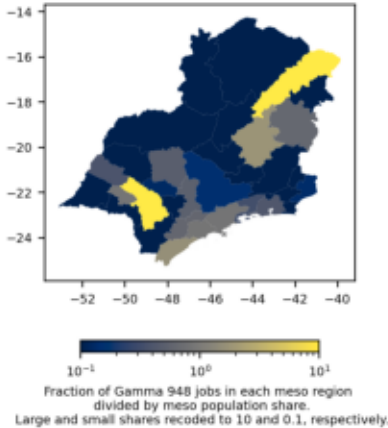 −14
−16
−18
−20
−22
−24
−52 −50 −48 −46 −44 −42 −40
10⁻¹ 10⁰ 10¹
Fraction of Gamma 948 jobs in each meso region
divided by meso population share.
Large and small shares recoded to 10 and 0.1, respectively.